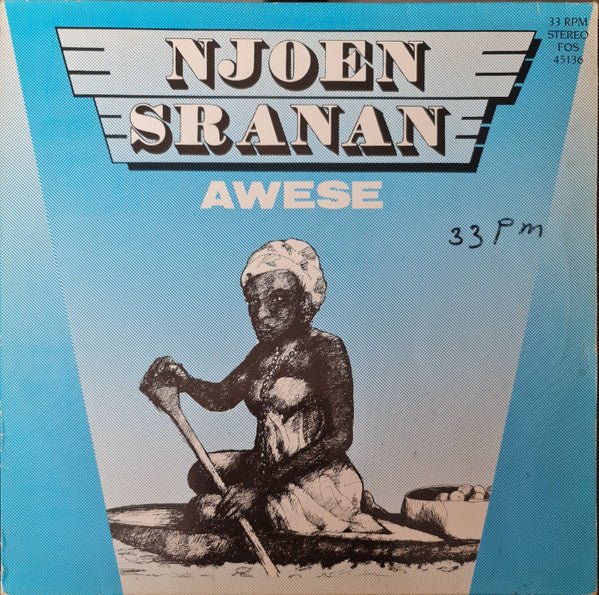 NJOEN
SRANAN
AWESE
33 RPM
STEREO
FOS
45136
33 Pm